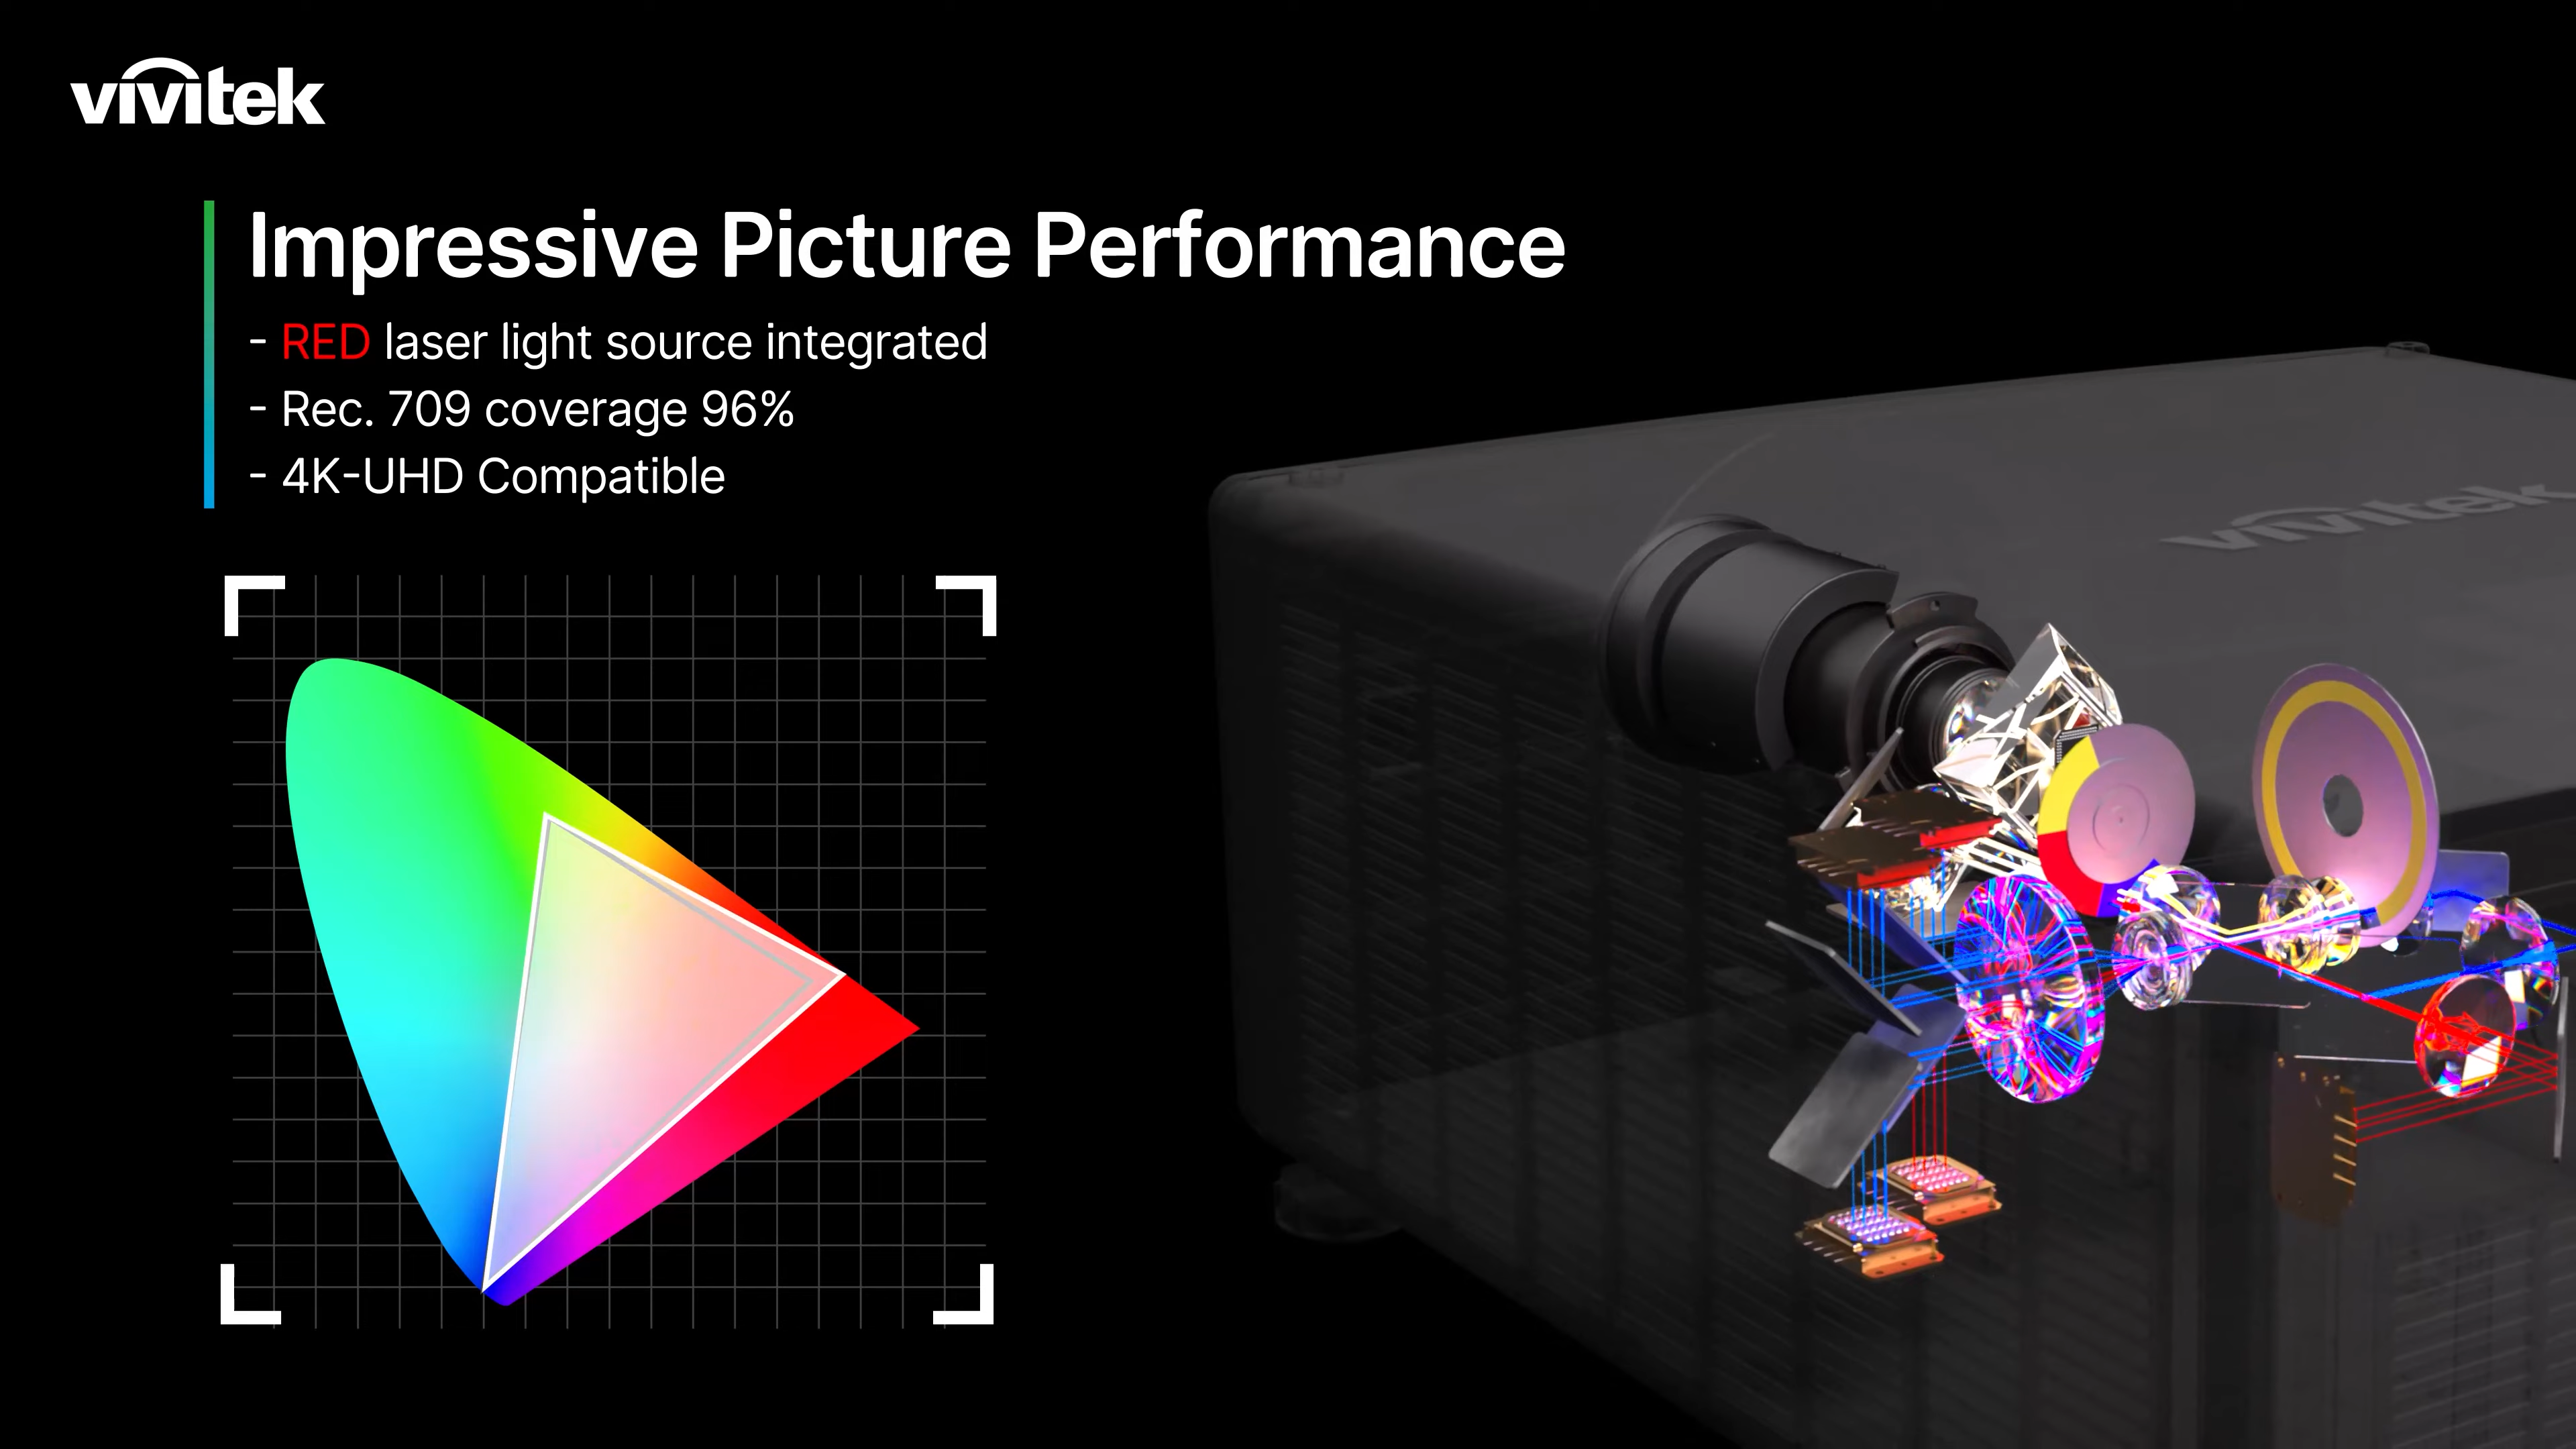 vivitek
Impressive Picture Performance
- RED laser light source integrated
- Rec. 709 coverage 96%
- 4K-UHD Compatible
vivitek